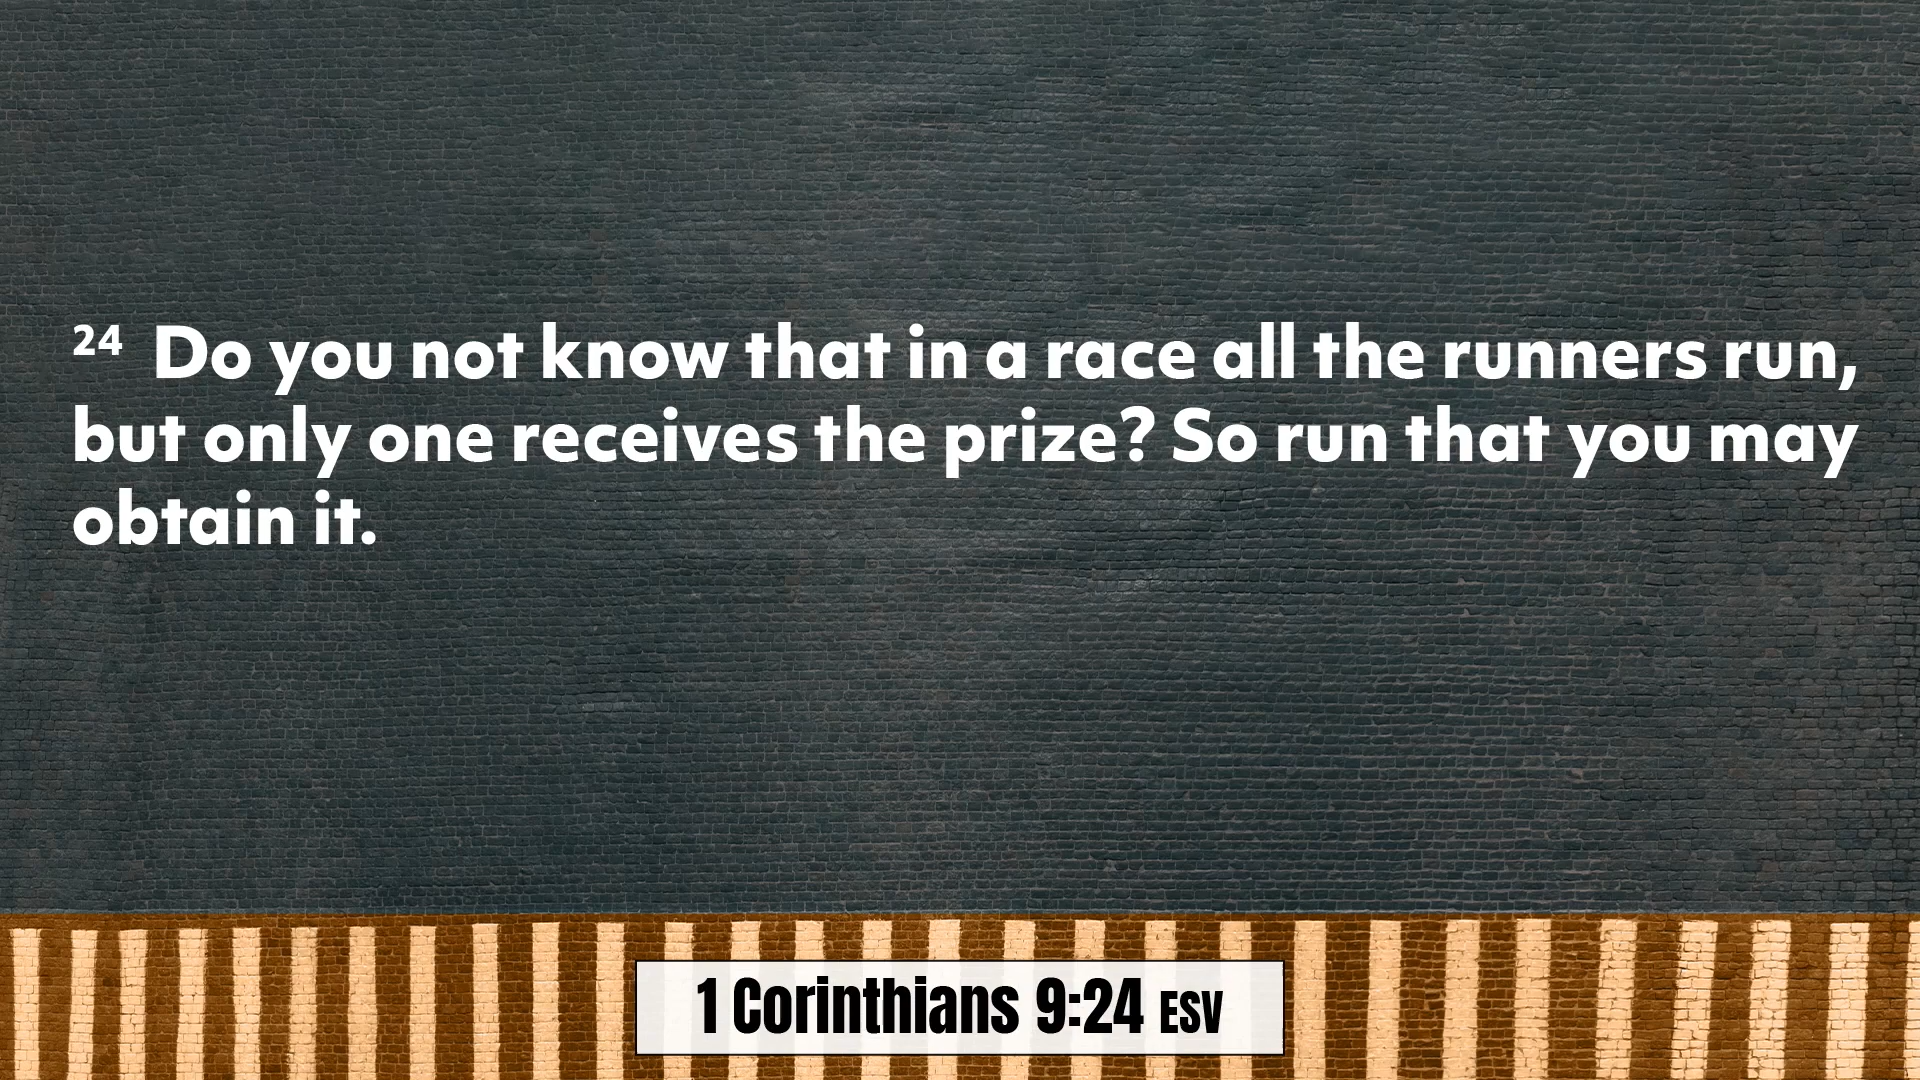 24 Do you not know that in a race all the runners run,
but only one receives the prize? So run that you may
obtain it.
1 Corinthians 9:24 ESV